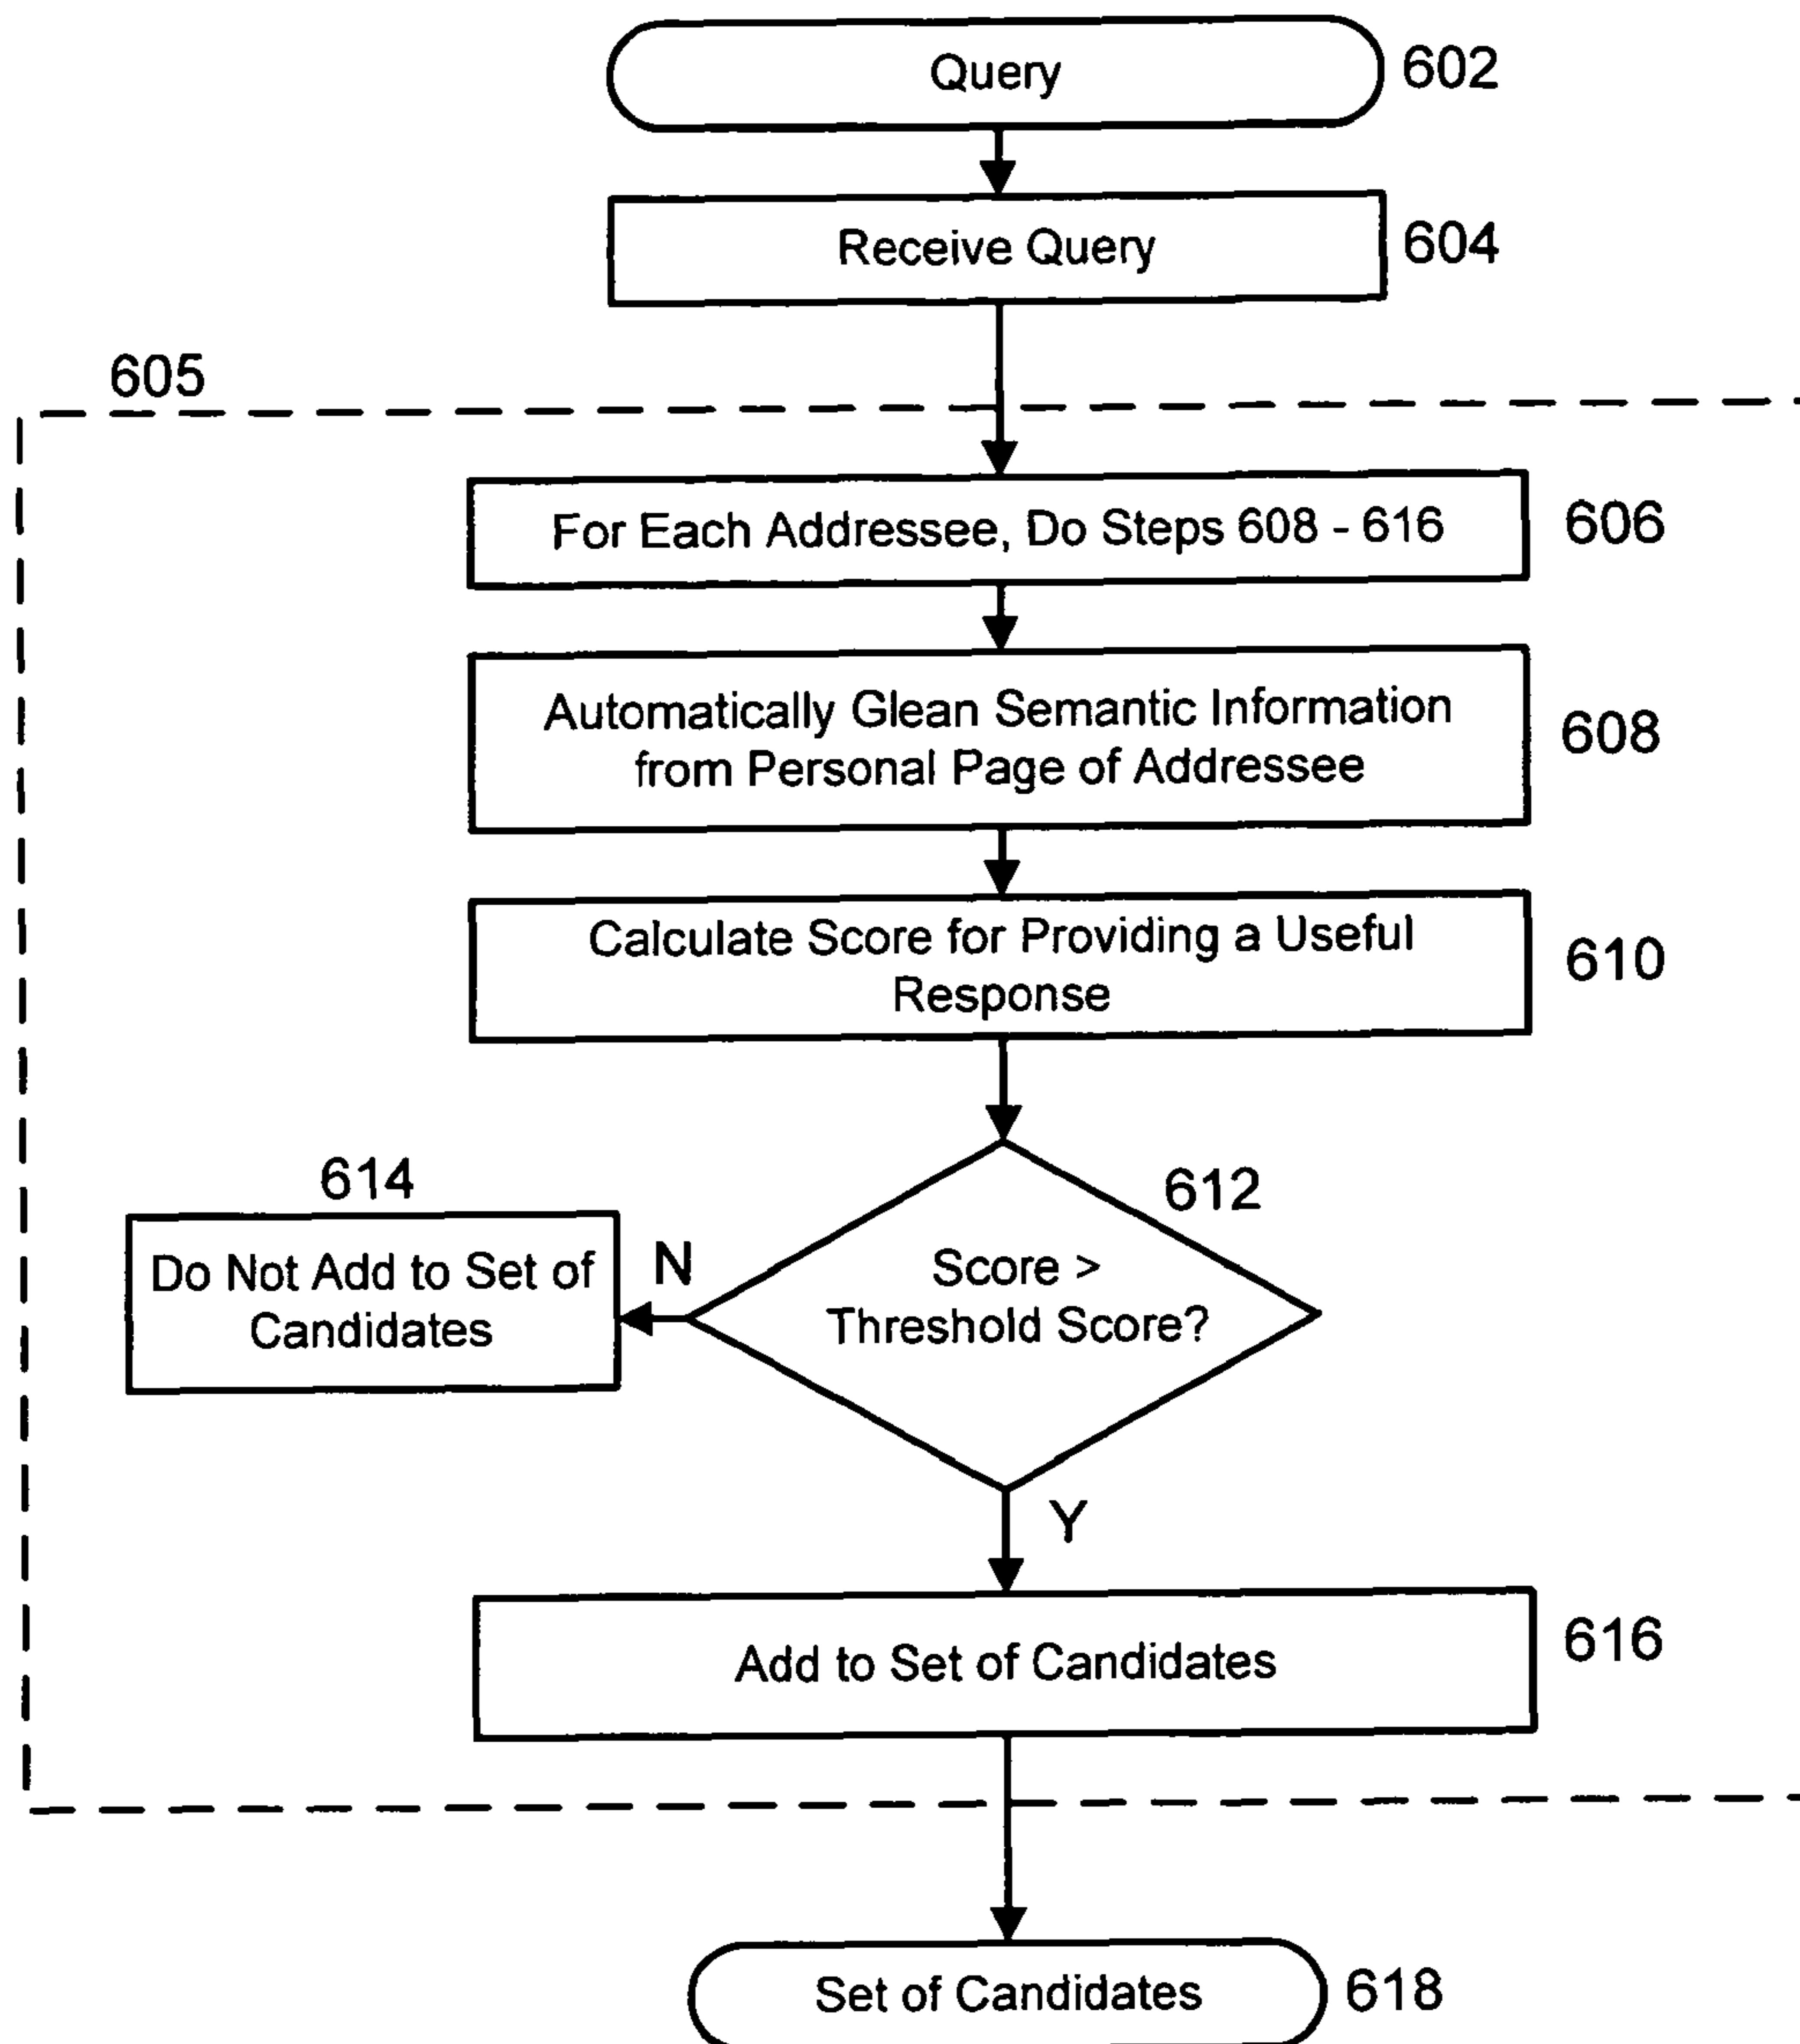 Query
602
Receive Query
604
605
For Each Addressee, Do Steps 608 - 616
606
Automatically Glean Semantic Information
from Personal Page of Addressee
608
Calculate Score for Providing a Useful
Response
610
612
Score >
Threshold Score?
614
N
Do Not Add to Set of
Candidates
Y
Add to Set of Candidates
616
Set of Candidates
618